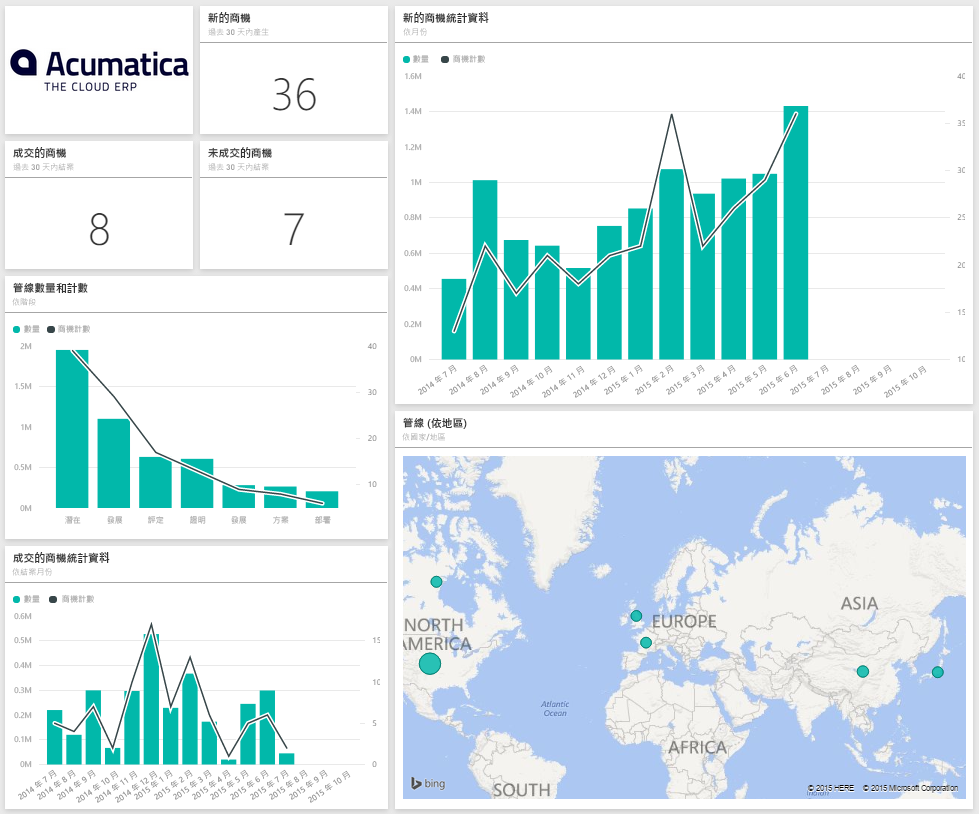 Acumatica
THE CLOUD ERP
新的商機
過去 30 天內產生
36
成交的商機
過去 30 天內結案
8
未成交的商機
過去 30 天內結案
7
管線數量和計數
依階段
數量 商機計數
2M
1.5M
1M
0.5M
0M
40
30
20
10
潛在 發展 評定 證明 發展 方案 部署
成交的商機統計資料
依結案月份
數量 商機計數
0.6M
0.5M
0.4M
0.3M
0.2M
0.1M
0M
15
10
5
0
2014 年 7 月
2014 年 8 月
2014 年 9 月
2014 年 10 月
2014 年 11 月
2014 年 12 月
2015 年 1 月
2015 年 2 月
2015 年 3 月
2015 年 4 月
2015 年 5 月
2015 年 6 月
2015 年 7 月
2015 年 8 月
2015 年 9 月
2015 年 10 月
新的商機統計資料
依月份
數量 商機計數
1.6M
1.4M
1.2M
1M
0.8M
0.6M
0.4M
0.2M
0M
40
35
30
25
20
15
10
2014 年 7 月
2014 年 8 月
2014 年 9 月
2014 年 10 月
2014 年 11 月
2014 年 12 月
2015 年 1 月
2015 年 2 月
2015 年 3 月
2015 年 4 月
2015 年 5 月
2015 年 6 月
2015 年 7 月
2015 年 8 月
2015 年 9 月
2015 年 10 月
管線 (依地區)
依國家/地區
NORTH
AMERICA
EUROPE
ASIA
Atlantic
Ocean
AFRICA
SOUTH
bing
© 2015 HERE © 2015 Microsoft Corporation